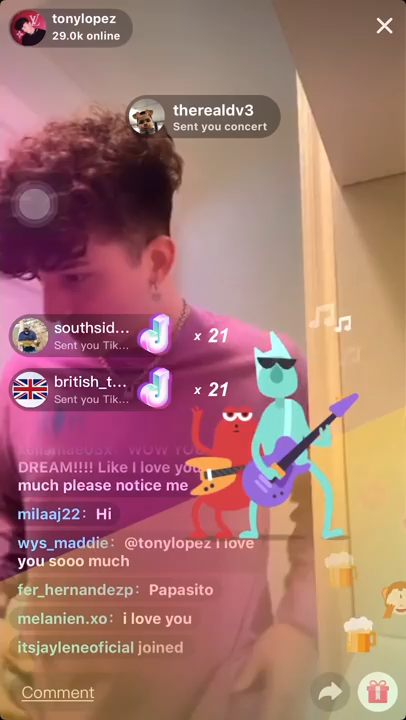 tonylopez
29.0k online
therealdv3
Sent you concert
southsid...
Sent you Tik...
x 21
british_t...
Sent you Tik...
x 21
WOW YOU
DREAM!!!! Like I love you
much please notice me
milaaj22: Hi
wys_maddie: @tonylopez I love
you sooo much
fer_hernandezp: Papasito
melanien.xo: i love you
itsjayleneoficial joined
Comment